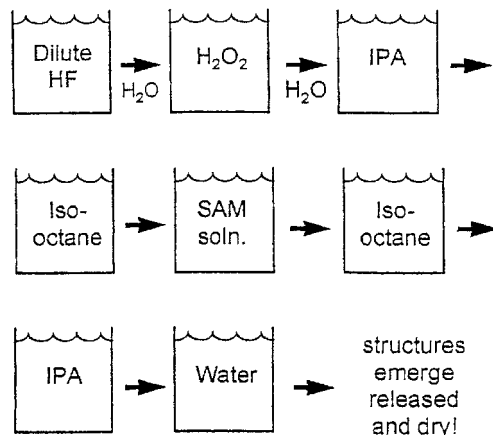 Dilute
HF
H₂O
H₂O₂
H₂O
IPA
Iso-
octane
SAM
soln.
Iso-
octane
IPA
Water
structures
emerge
released
and dry!